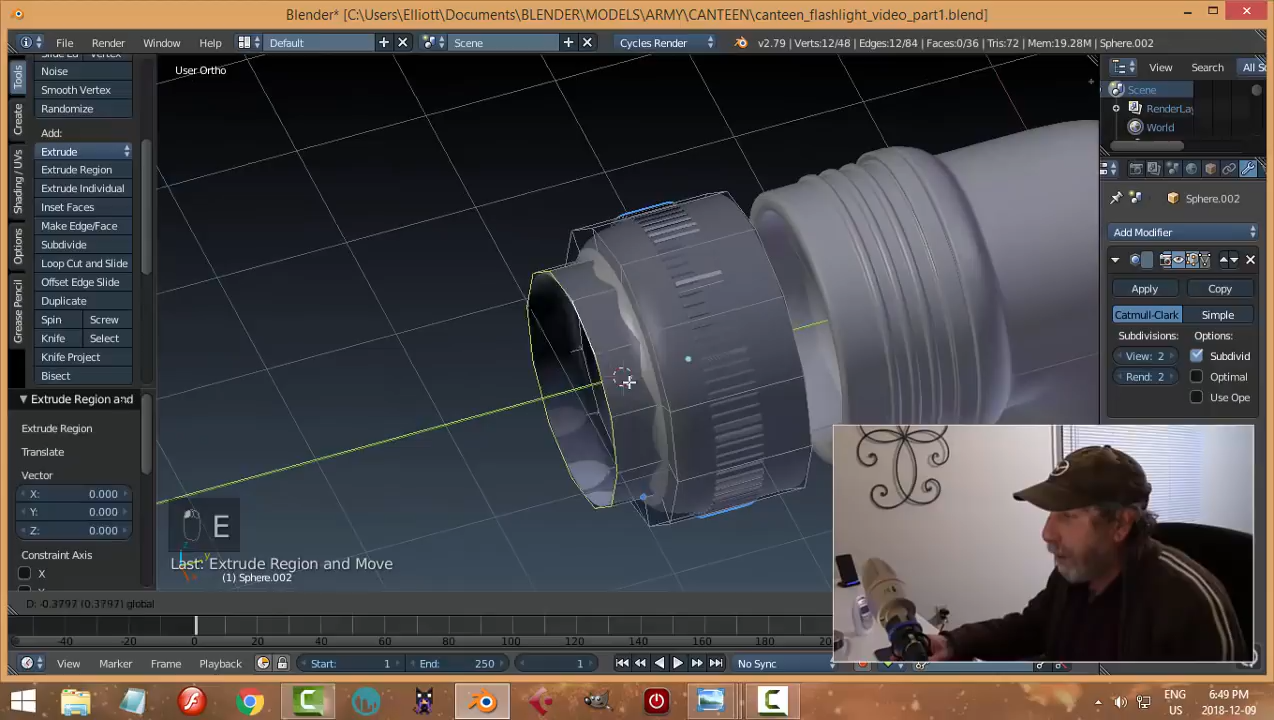 Blender* [C:\Users\Elliott\Documents\BLENDER\MODELS\ARMY\CANTEEN\canteen_flashlight_video_part1.blend]
File Render Window Help Default Scene Cycles Render v2.79 | Verts:12/48 | Edges:12/84 | Faces:0/36 | Tris:72 | Mem:19.28M | Sphere.002
User Ortho
View Search All S
Tools
Create
Shading / UVs
Options
Grease Pencil
Vertex
Noise
Smooth Vertex
Randomize
Add:
Extrude
Extrude Region
Extrude Individual
Inset Faces
Make Edge/Face
Subdivide
Loop Cut and Slide
Offset Edge Slide
Duplicate
Spin Screw
Knife Select
Knife Project
Bisect
Extrude Region and
Extrude Region
Translate
Vector
X: 0.000
Y: 0.000
Z: 0.000
Constraint Axis
X
E
Last: Extrude Region and Move
(1) Sphere.002
D: -0.3797 (0.3797) global
Scene
RenderLay
World
Sphere.002
Add Modifier
Apply Copy
Catmull-Clark Simple
Subdivisions: Options:
View: 2 Subdivid
Rend: 2 Optimal
Use Ope
-40 -20 0 20 40 60 80 100 120 140 160 180
View Marker Frame Playback Start: 1 End: 250 1 No Sync
ENG
US
6:49 PM
2018-12-09